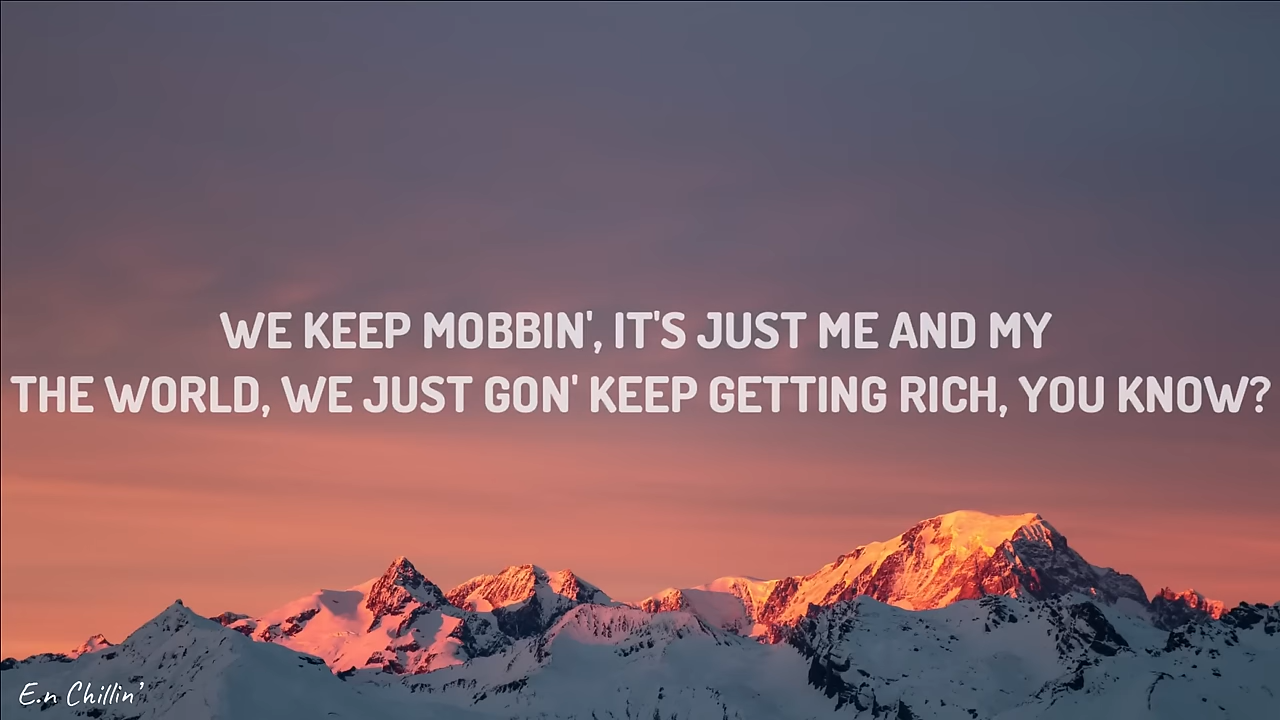 WE KEEP MOBBIN', IT'S JUST ME AND MY
THE WORLD, WE JUST GON' KEEP GETTING RICH, YOU KNOW?
E.n Chillin'